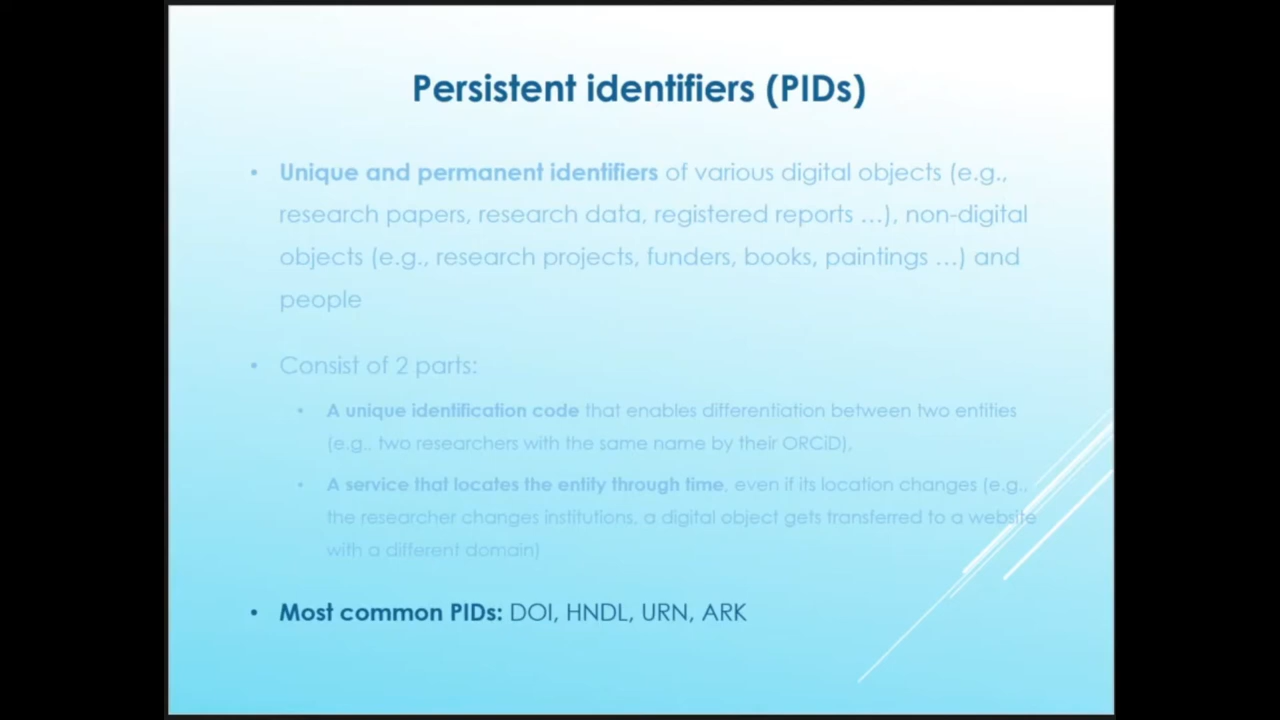 Persistent identifiers (PIDs)
• Unique and permanent identifiers of various digital objects (e.g.,
research papers, research data, registered reports …), non-digital
objects (e.g., research projects, funders, books, paintings …) and
people
• Consist of 2 parts:
• A unique identification code that enables differentiation between two entities
(e.g., two researchers with the same name by their ORCiD),
• A service that locates the entity through time, even if its location changes (e.g.,
the researcher changes institutions, a digital object gets transferred to a website
with a different domain)
• Most common PIDs: DOI, HNDL, URN, ARK